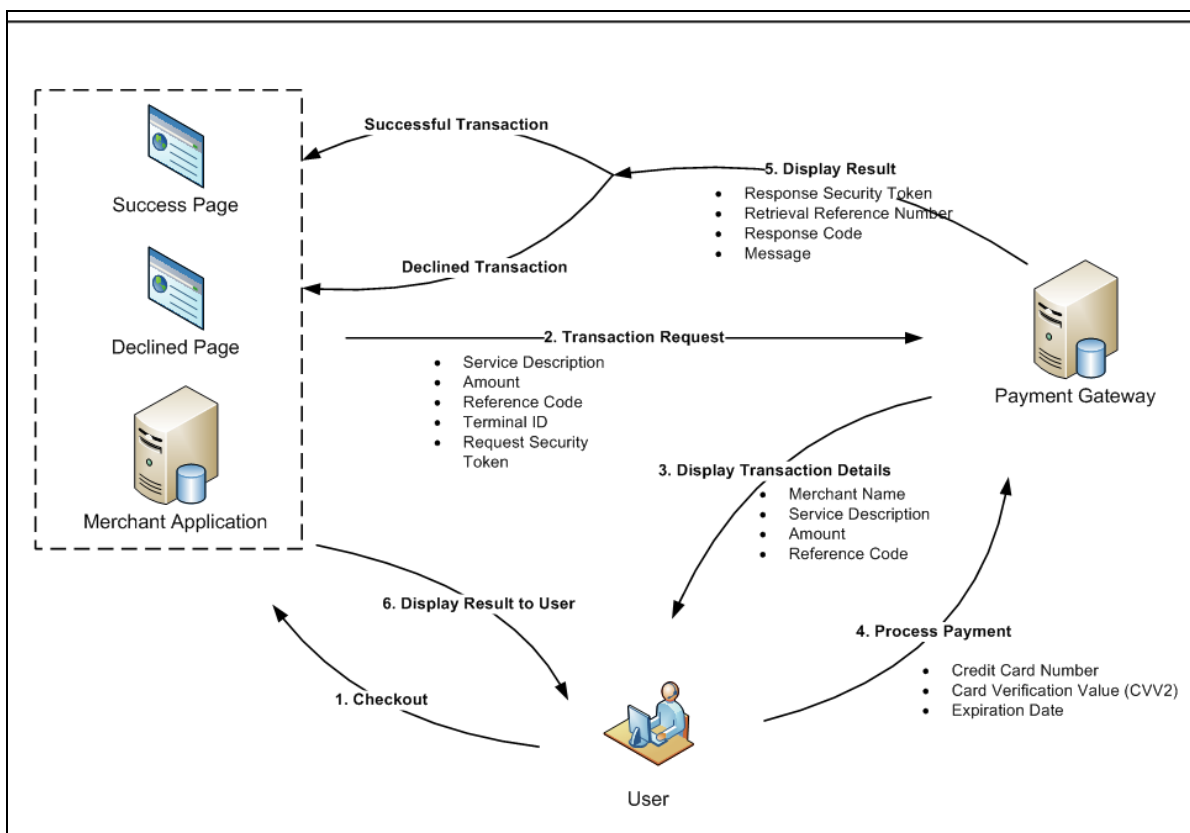 Successful Transaction
Success Page
5. Display Result
• Response Security Token
• Retrieval Reference Number
• Response Code
• Message
Declined Transaction
Declined Page
2. Transaction Request
• Service Description
• Amount
• Reference Code
• Terminal ID
• Request Security
Token
Payment Gateway
Merchant Application
3. Display Transaction Details
• Merchant Name
• Service Description
• Amount
• Reference Code
6. Display Result to User
4. Process Payment
• Credit Card Number
• Card Verification Value (CVV2)
• Expiration Date
1. Checkout
User